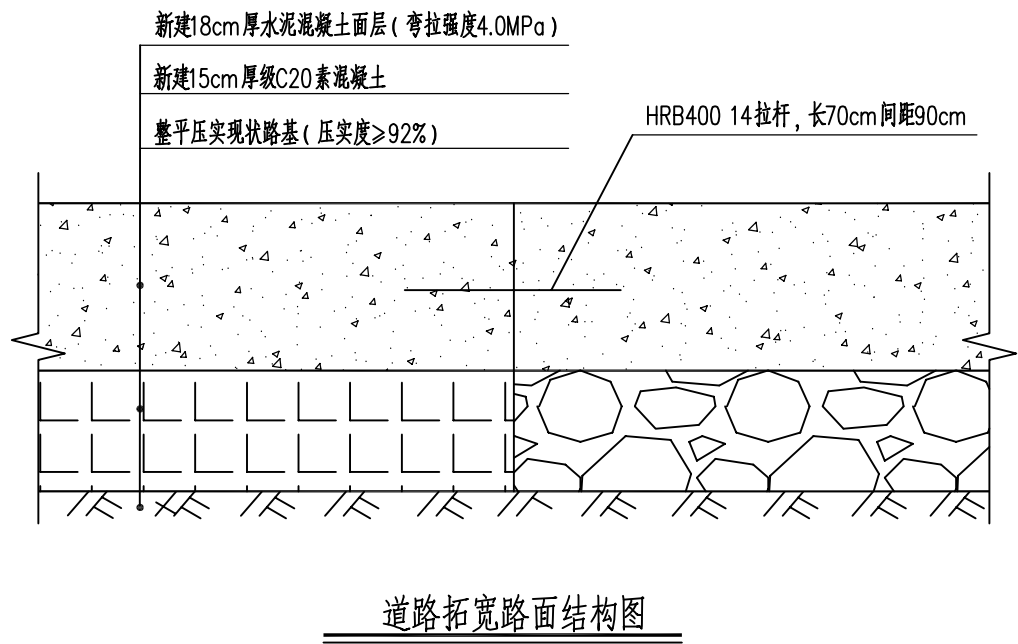 新建18cm厚水泥混凝土面层(弯拉强度4.0MPa)
新建15cm厚级C20素混凝土
整平压实现状路基(压实度≥92%)
HRB400 14拉杆,长70cm间距90cm
道路拓宽路面结构图